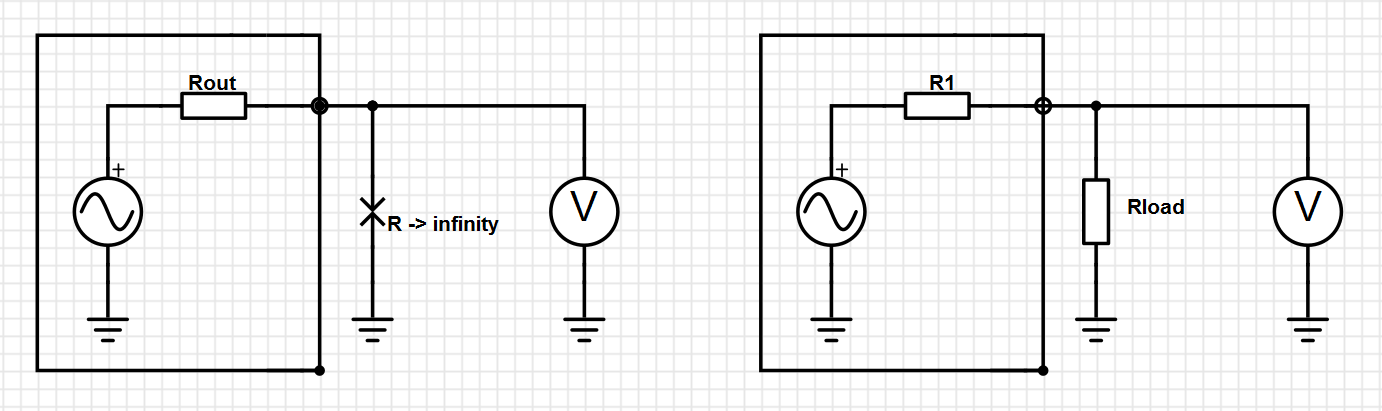 Rout
R1
+
+
V
V
R -> infinity
Rload